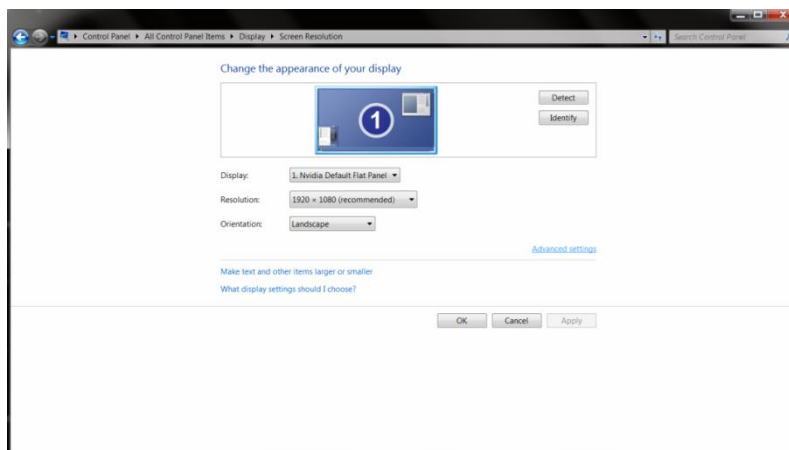 Control Panel ▸ All Control Panel Items ▸ Display ▸ Screen Resolution
Search Control Panel
Change the appearance of your display
1
Detect
Identify
Display: 1. Nvidia Default Flat Panel
Resolution: 1920 × 1080 (recommended)
Orientation: Landscape
Advanced settings
Make text and other items larger or smaller
What display settings should I choose?
OK Cancel Apply